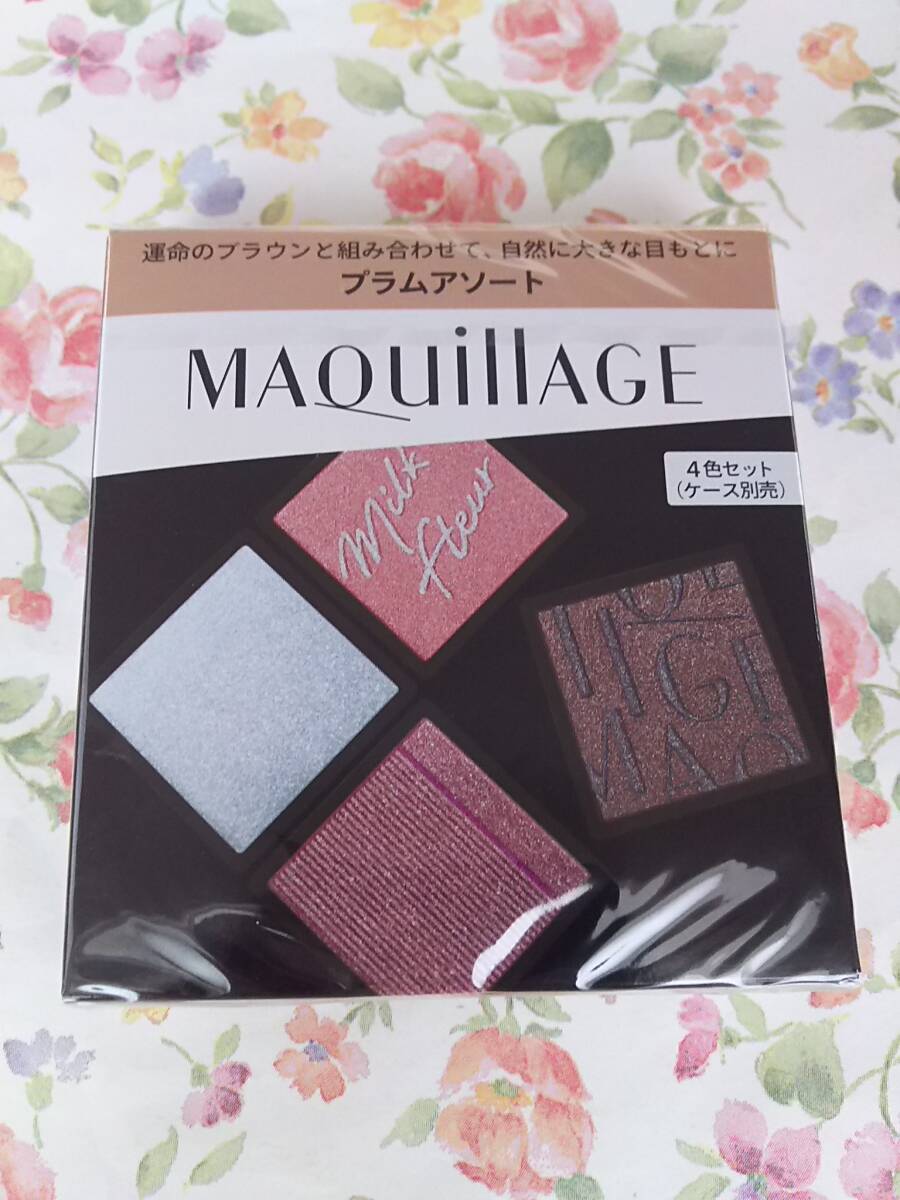 運命のブラウンと組み合わせて、自然に大きな目もとに
プラムアソート
MAQuillAGE
4色セット
(ケース別売)
Milk
fleur